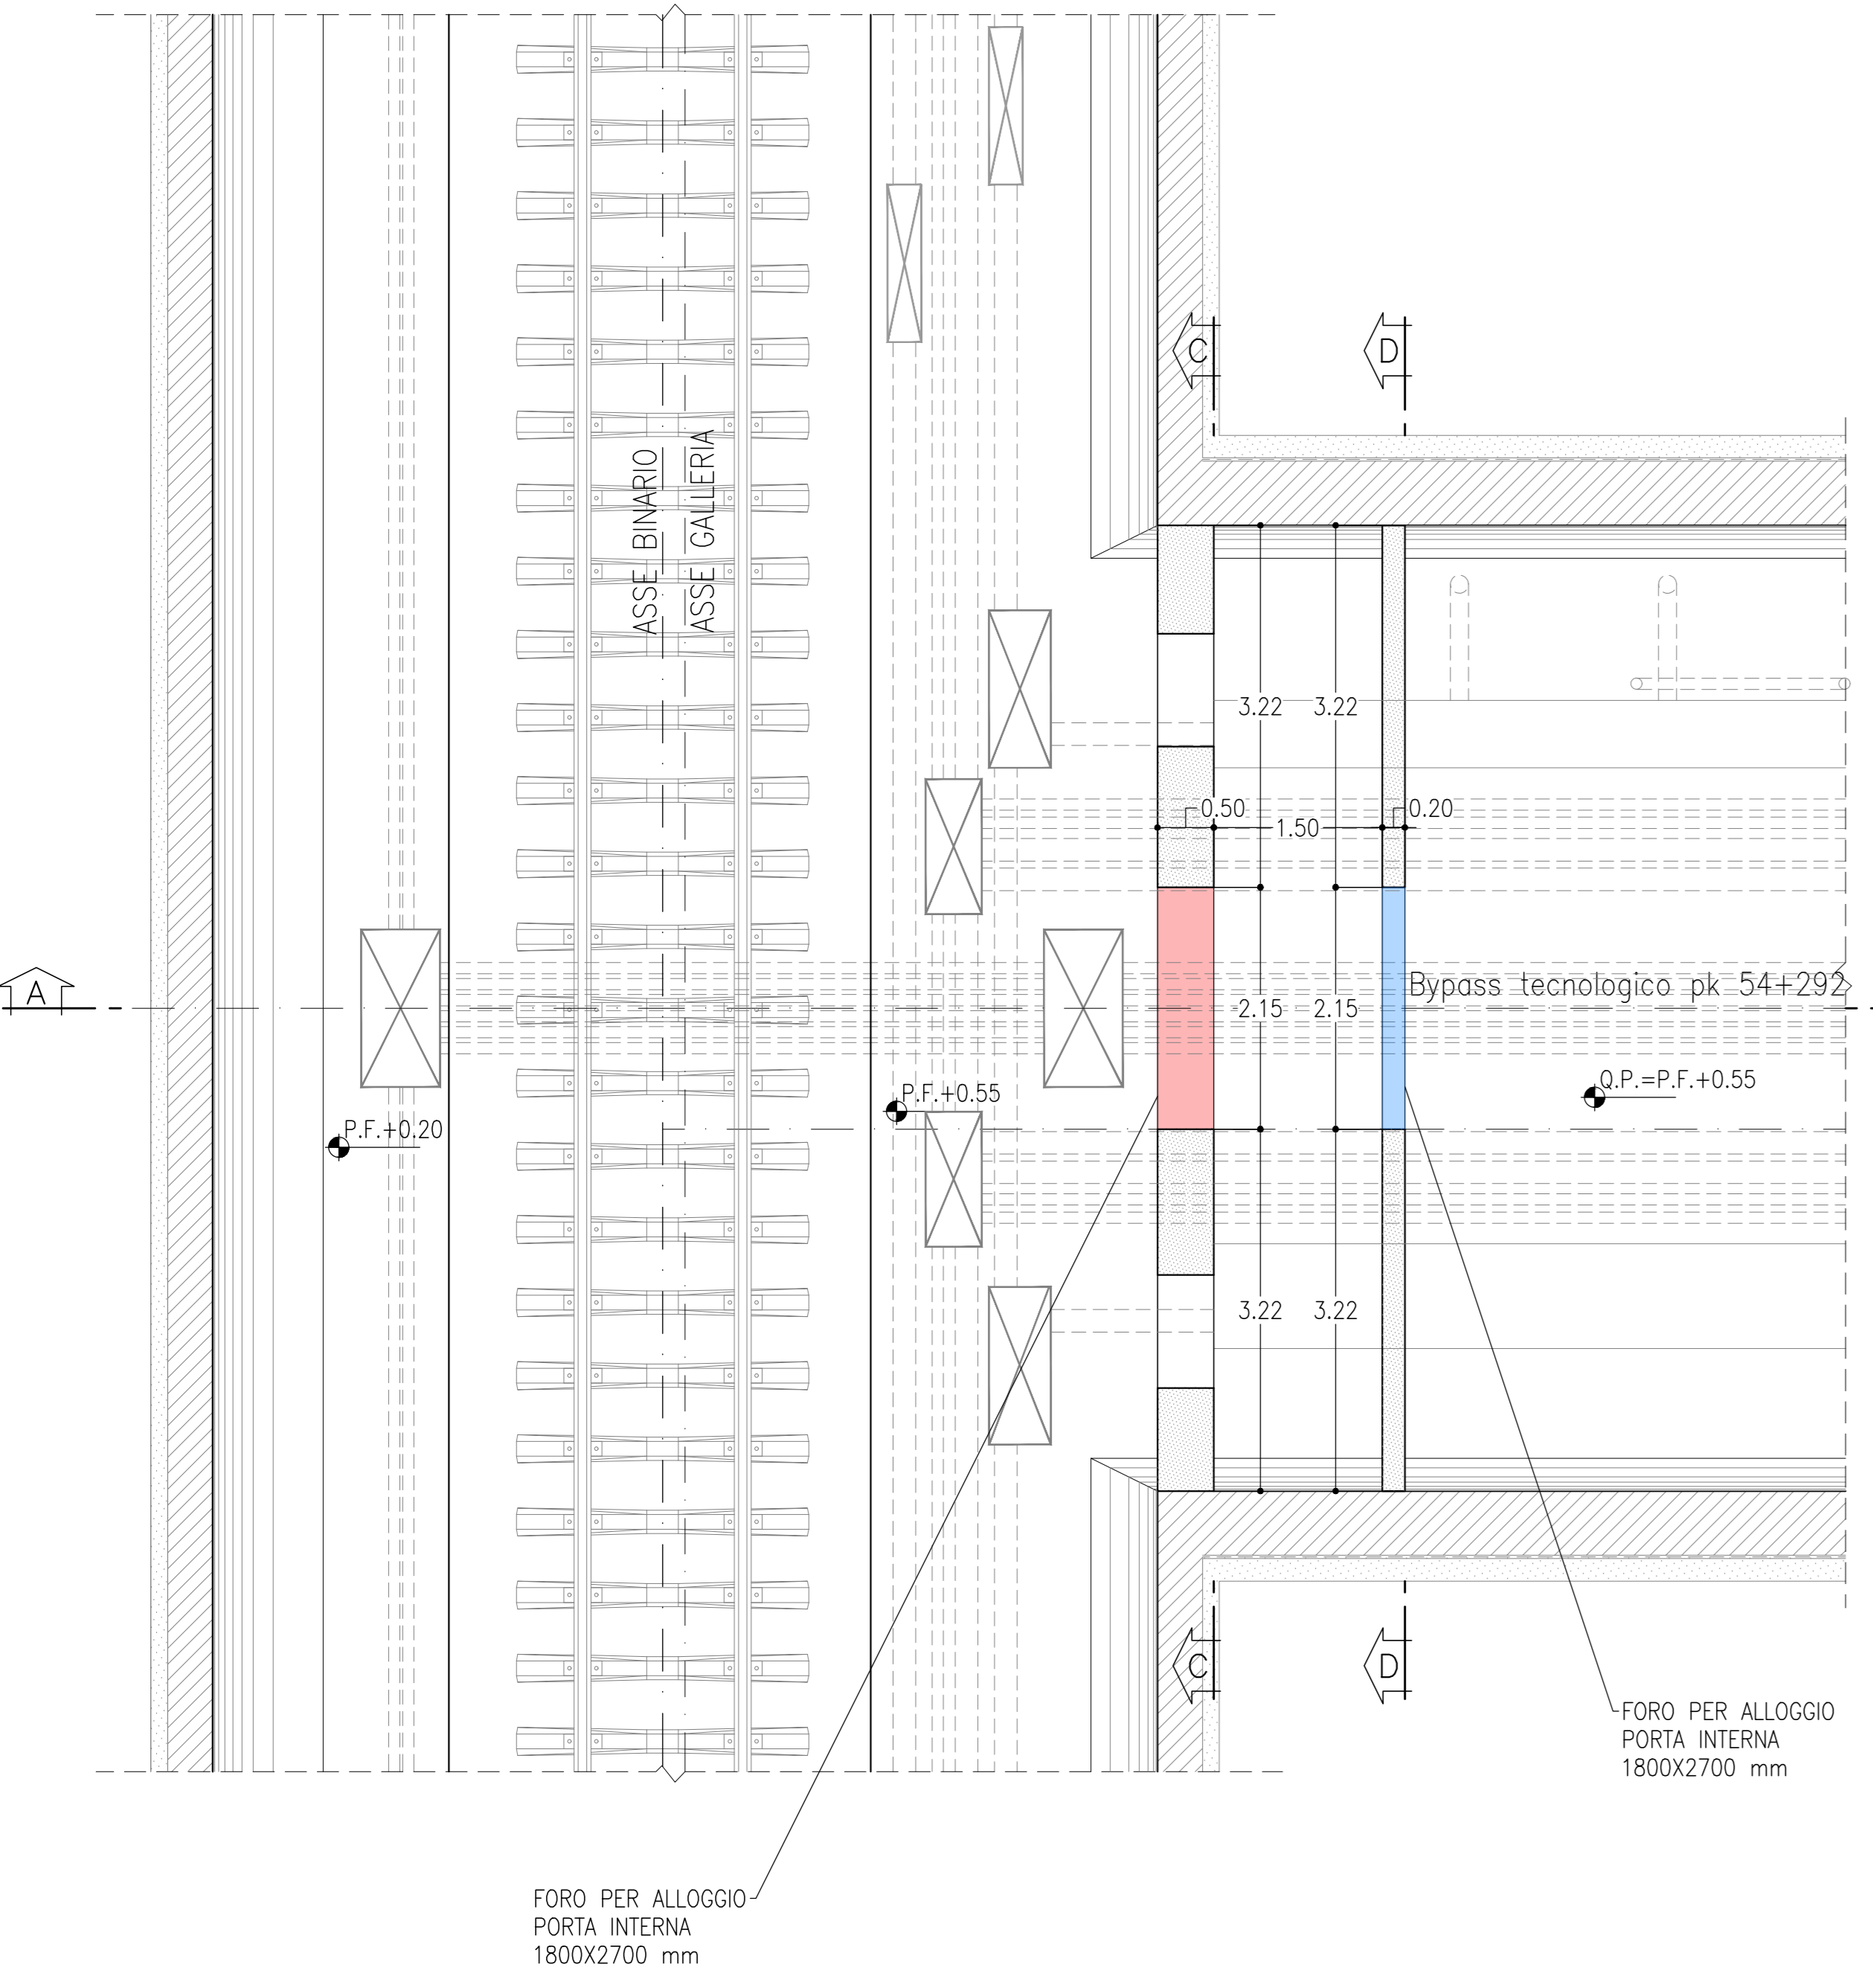 C
D
ASSE BINARIO
ASSE GALLERIA
3.22
3.22
0.50
1.50
0.20
A
Bypass tecnologico pk 54+292
2.15
2.15
P.F.+0.20
P.F.+0.55
Q.P.=P.F.+0.55
3.22
3.22
C
D
FORO PER ALLOGGIO
PORTA INTERNA
1800X2700 mm
FORO PER ALLOGGIO
PORTA INTERNA
1800X2700 mm